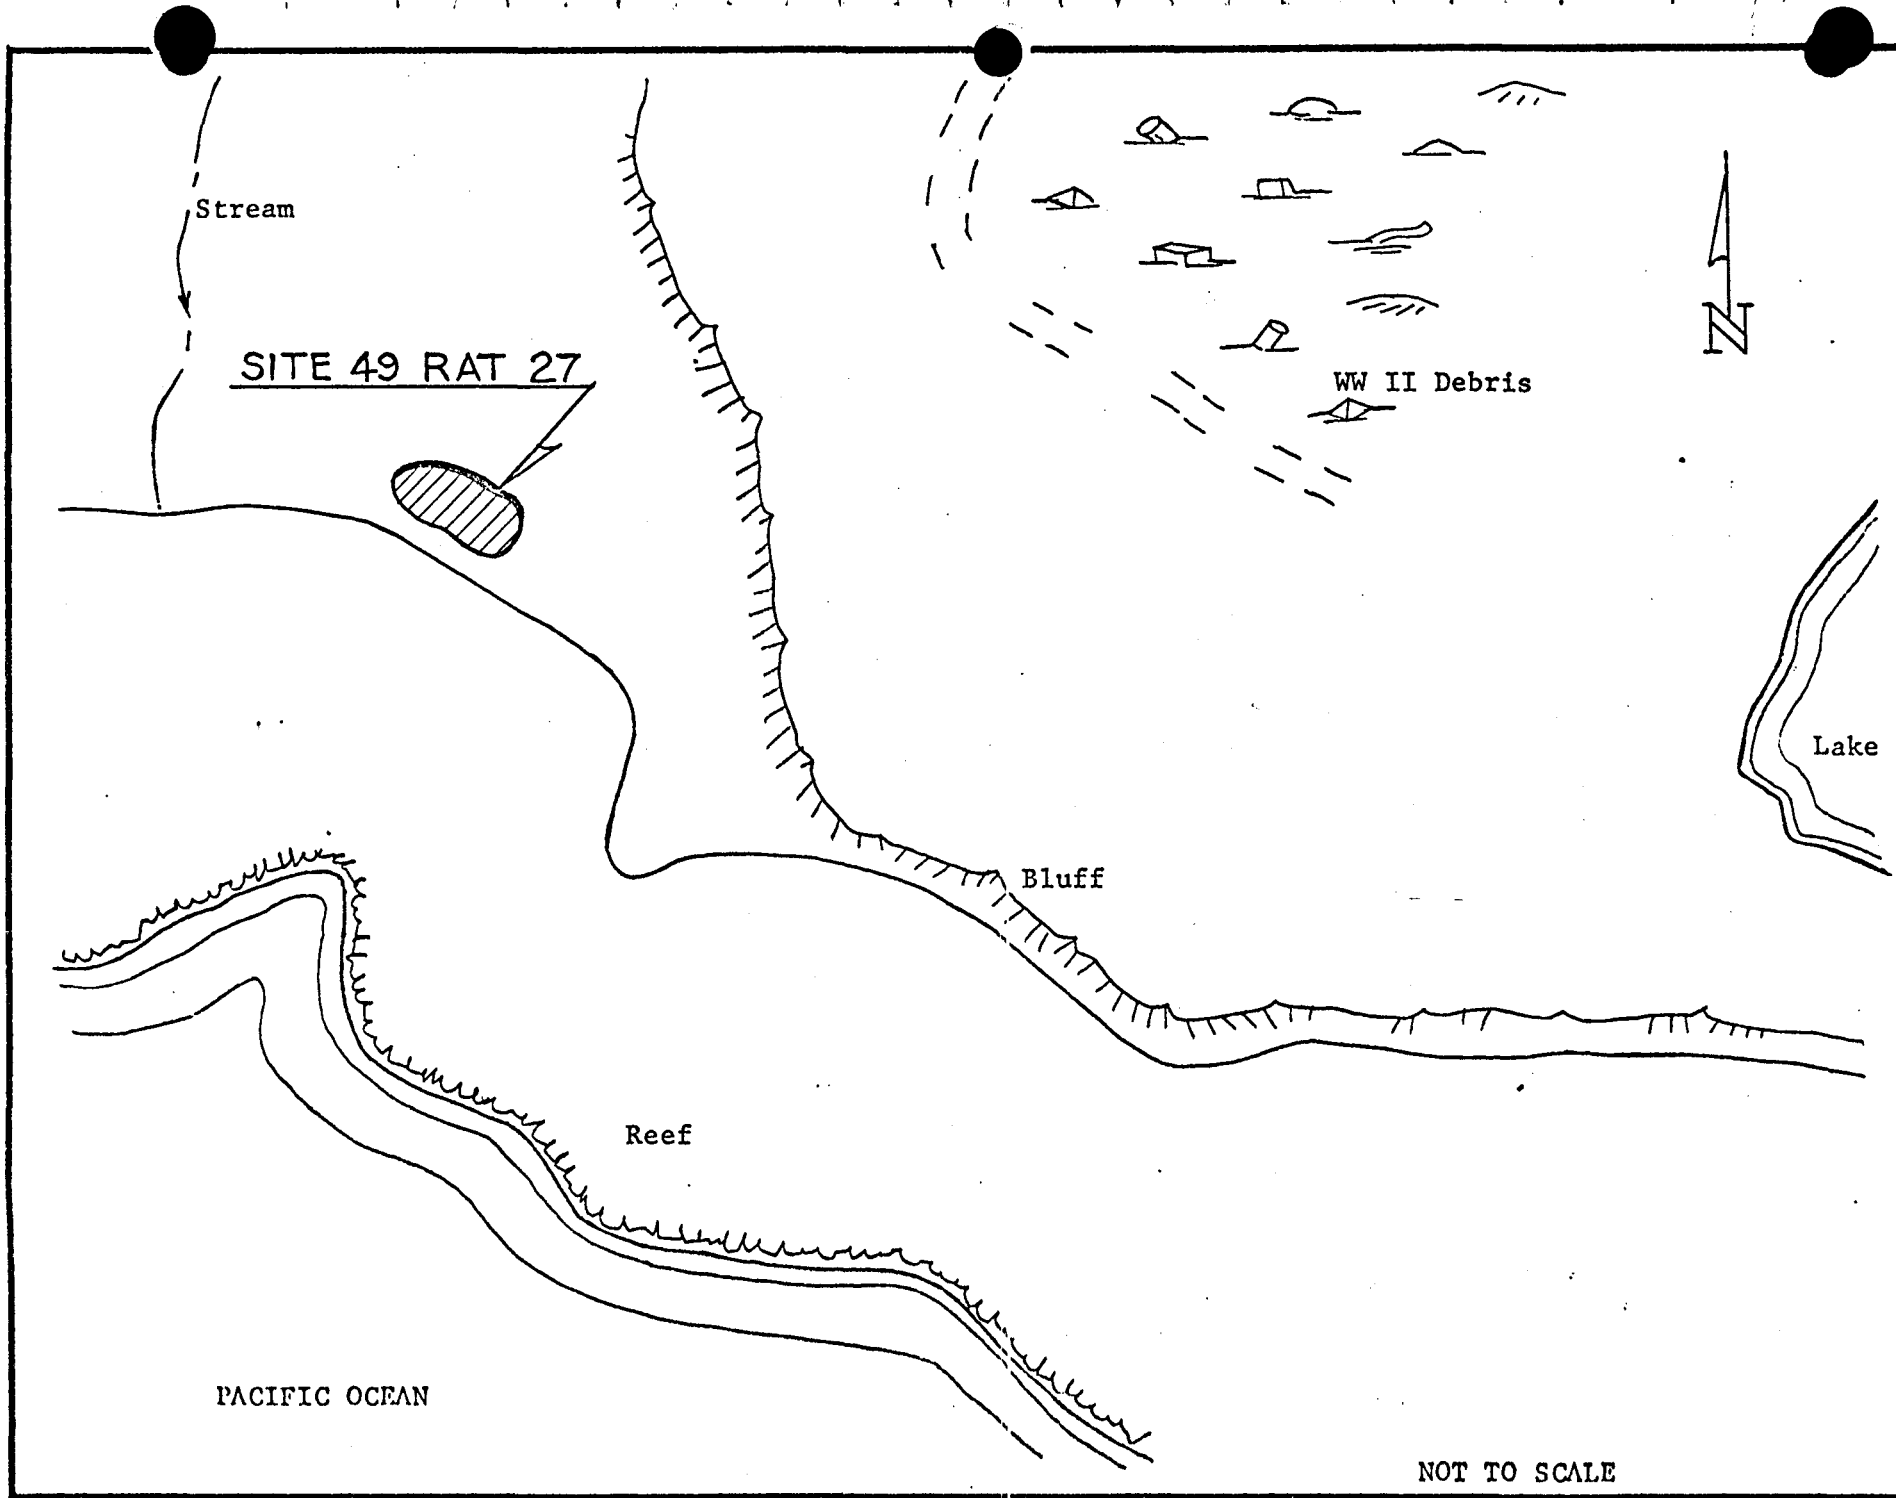 Stream
SITE 49 RAT 27
WW II Debris
N
Lake
Bluff
Reef
PACIFIC OCEAN
NOT TO SCALE